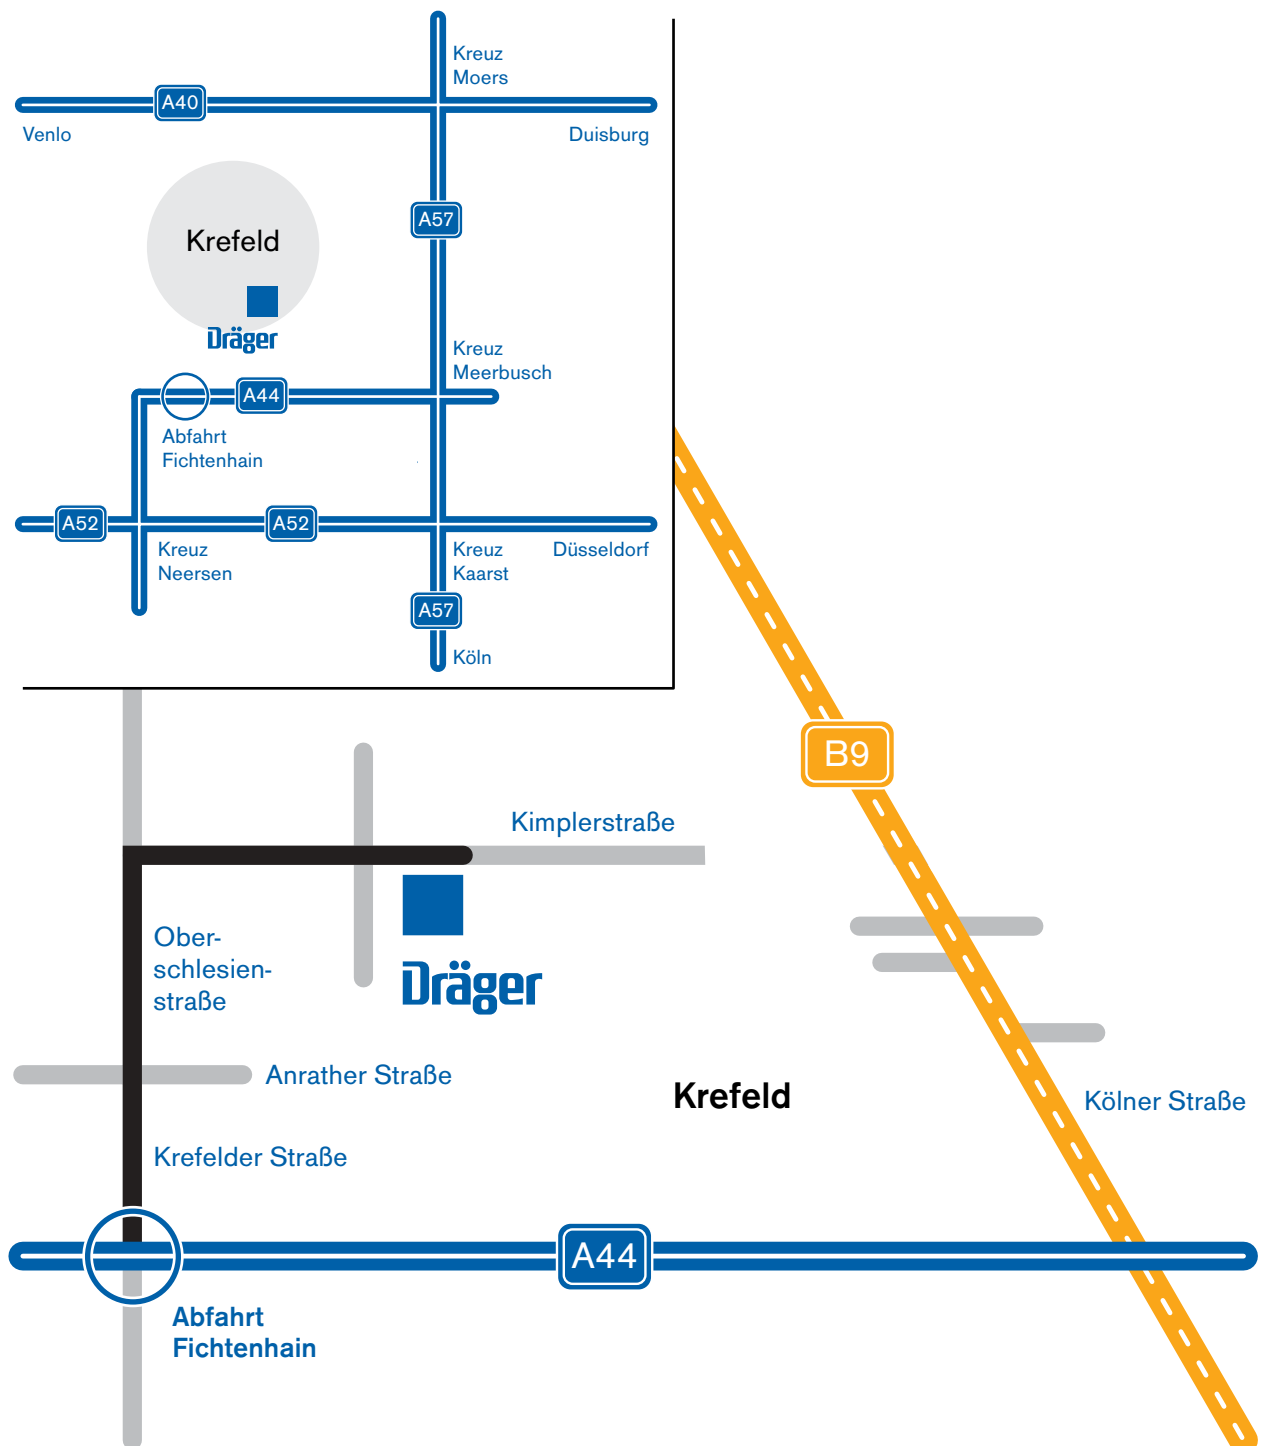 Kreuz
Moers
A40
Venlo
Duisburg
A57
Krefeld
Dräger
Kreuz
Meerbusch
A44
Abfahrt
Fichtenhain
A52
A52
Kreuz
Neersen
Kreuz
Kaarst
Düsseldorf
A57
Köln
B9
Kimplerstraße
Ober-
schlesien-
straße
Dräger
Anrather Straße
Krefeld
Kölner Straße
Krefelder Straße
A44
Abfahrt
Fichtenhain